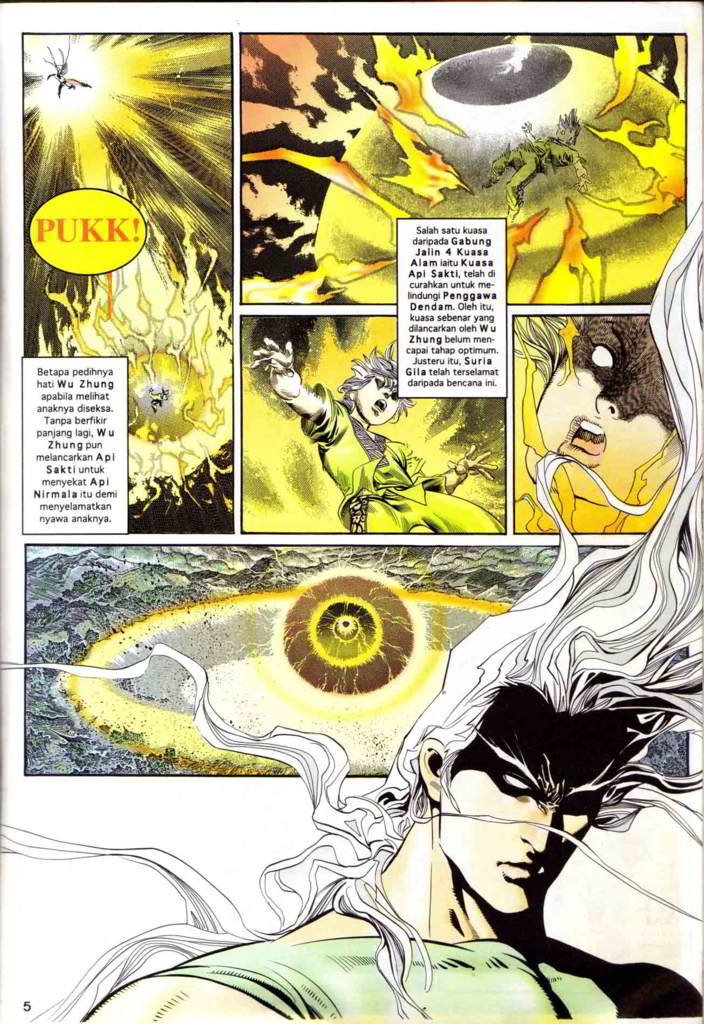 PUKK!
Betapa pedihnya
hati Wu Zhung
apabila melihat
anaknya diseksa.
Tanpa berfikir
panjang lagi, Wu
Zhung pun
melancarkan Api
Sakti untuk
menyekat Api
Nirmala itu demi
menyelamatkan
nyawa anaknya.
Salah satu kuasa
daripada Gabung
Jalin 4 Kuasa
Alam iaitu Kuasa
Api Sakti, telah di
curahkan untuk me-
lindungi Penggawa
Dendam. Oleh itu,
kuasa sebenar yang
dilancarkan oleh Wu
Zhung belum men-
capai tahap optimum.
Justeru itu, Suria
Gila telah terselamat
daripada bencana ini.
5